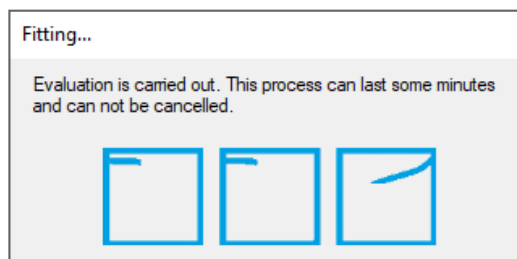 Fitting...
Evaluation is carried out. This process can last some minutes
and can not be cancelled.